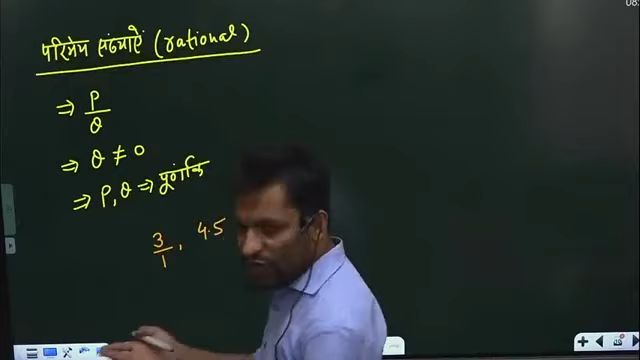 परिमेय संख्याऐं (rational)
⇒ P/Q
⇒ Q ≠ 0
⇒ P, Q ⇒ पूर्णांक
3/1, 4.5